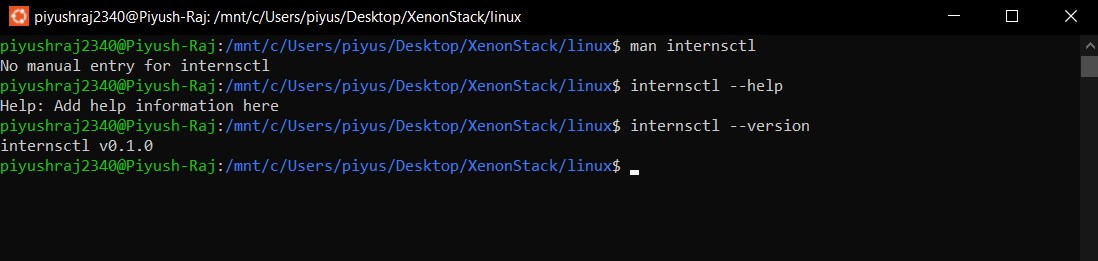 piyushraj2340@Piyush-Raj: /mnt/c/Users/piyus/Desktop/XenonStack/linux
piyushraj2340@Piyush-Raj:/mnt/c/Users/piyus/Desktop/XenonStack/linux$ man internsctl
No manual entry for internsctl
piyushraj2340@Piyush-Raj:/mnt/c/Users/piyus/Desktop/XenonStack/linux$ internsctl --help
Help: Add help information here
piyushraj2340@Piyush-Raj:/mnt/c/Users/piyus/Desktop/XenonStack/linux$ internsctl --version
internsctl v0.1.0
piyushraj2340@Piyush-Raj:/mnt/c/Users/piyus/Desktop/XenonStack/linux$